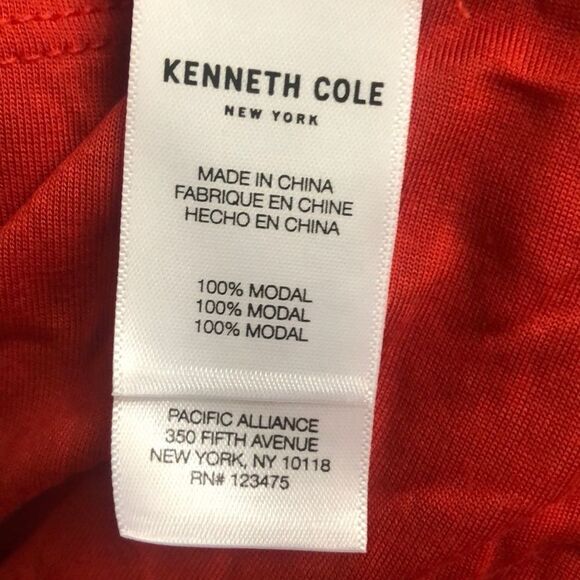 KENNETH COLE
NEW YORK
MADE IN CHINA
FABRIQUE EN CHINE
HECHO EN CHINA
100% MODAL
100% MODAL
100% MODAL
PACIFIC ALLIANCE
350 FIFTH AVENUE
NEW YORK, NY 10118
RN# 123475